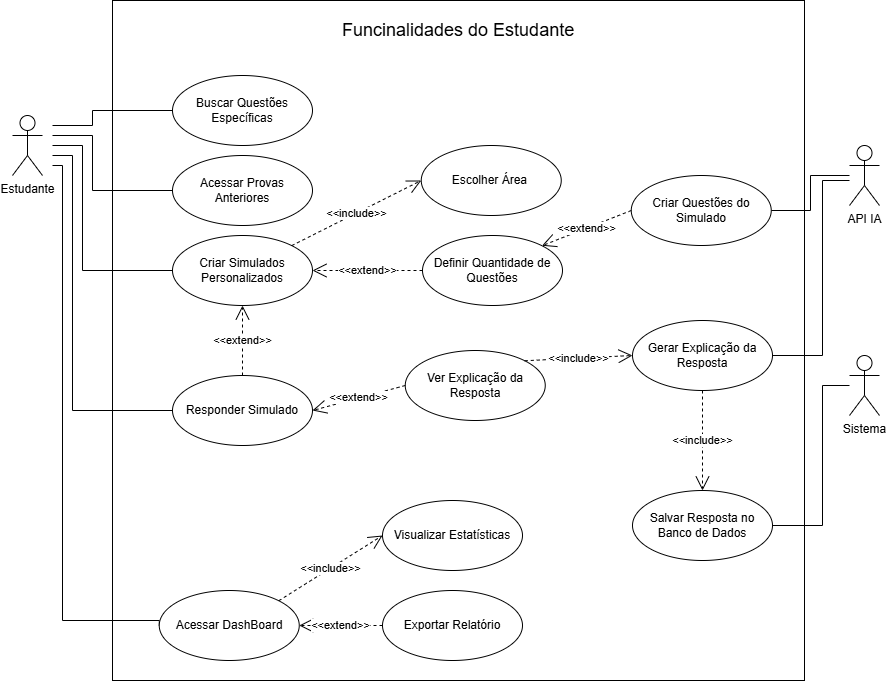 Funcinalidades do Estudante
Buscar Questões
Específicas
Estudante
Acessar Provas
Anteriores
Escolher Área
<<include>>
Criar Questões do
Simulado
API IA
<<extend>>
Criar Simulados
Personalizados
<<extend>>
Definir Quantidade de
Questões
<<extend>>
Gerar Explicação da
Resposta
<<include>>
Ver Explicação da
Resposta
<<extend>>
Responder Simulado
Sistema
<<include>>
Salvar Resposta no
Banco de Dados
Visualizar Estatísticas
<<include>>
Acessar DashBoard
<<extend>>
Exportar Relatório